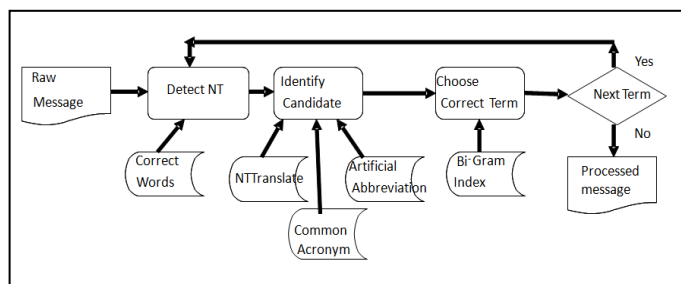 Raw
Message
Detect NT
Identify
Candidate
Choose
Correct Term
Next Term
Yes
No
Correct
Words
NTTranslate
Common
Acronym
Artificial
Abbreviation
Bi-Gram
Index
Processed
message